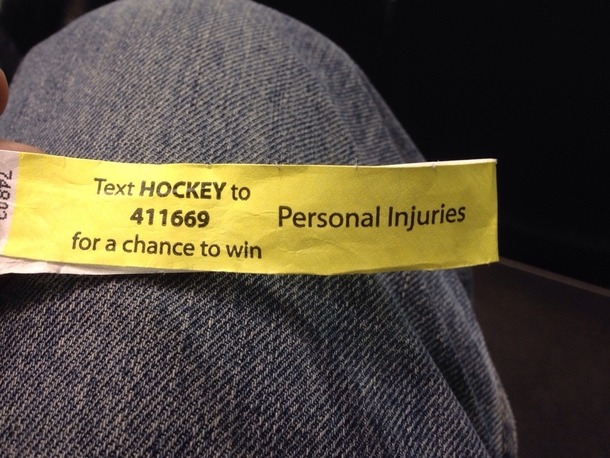 Text HOCKEY to
411669
for a chance to win
Personal Injuries